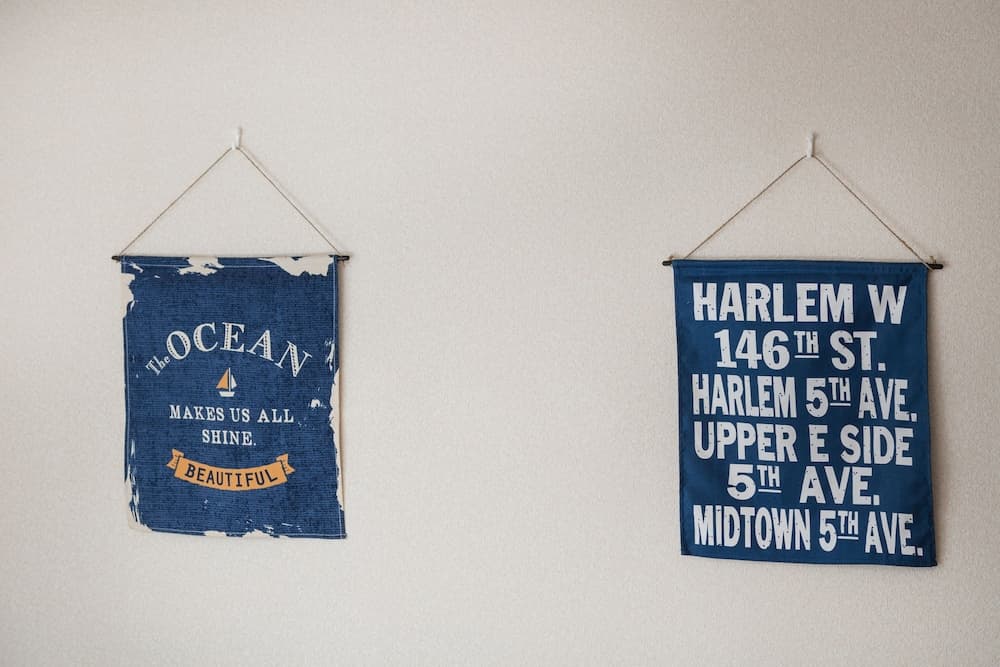 The OCEAN
MAKES US ALL
SHINE.
BEAUTIFUL
HARLEM W
146TH ST.
HARLEM 5TH AVE.
UPPER E SIDE
5TH AVE.
MIDTOWN 5TH AVE.